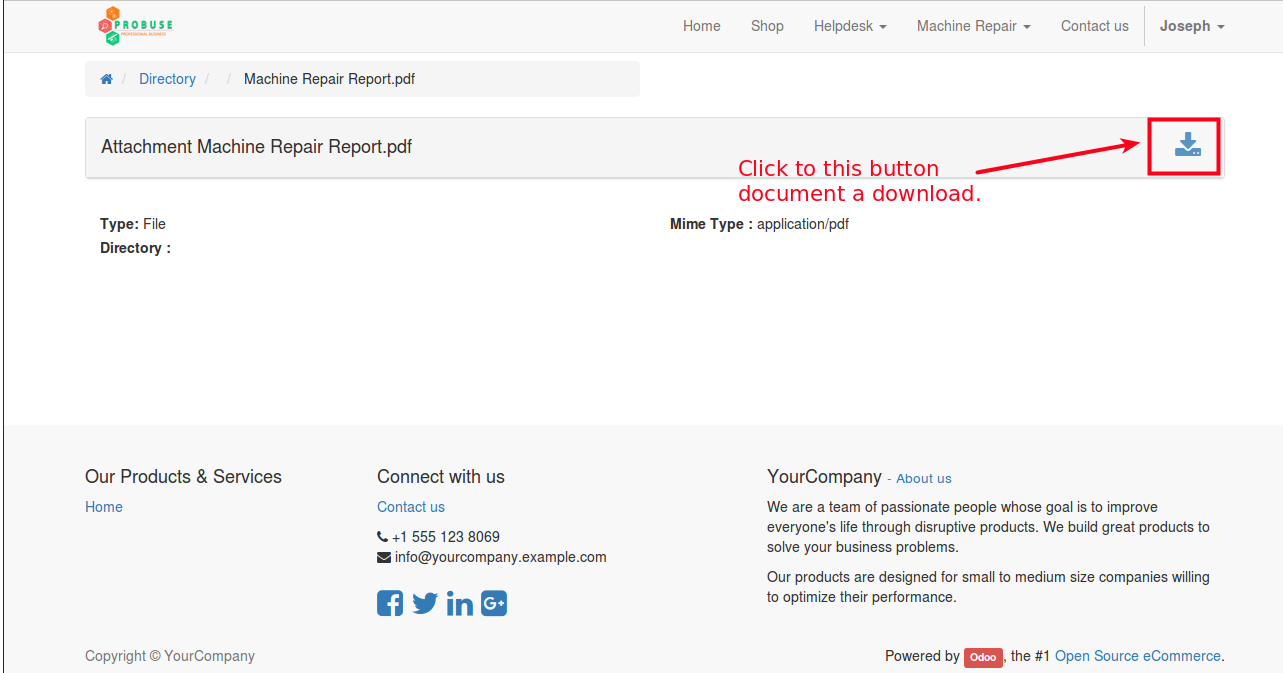 PROBUSE
PROFESSIONAL BUSINESS
Home Shop Helpdesk Machine Repair Contact us Joseph
/ Directory / / Machine Repair Report.pdf
Attachment Machine Repair Report.pdf
Click to this button
document a download.
Type: File
Mime Type : application/pdf
Directory :
Our Products & Services
Home
Connect with us
Contact us
+1 555 123 8069
info@yourcompany.example.com
YourCompany - About us
We are a team of passionate people whose goal is to improve
everyone's life through disruptive products. We build great products to
solve your business problems.
Our products are designed for small to medium size companies willing
to optimize their performance.
Copyright © YourCompany
Powered by Odoo, the #1 Open Source eCommerce.